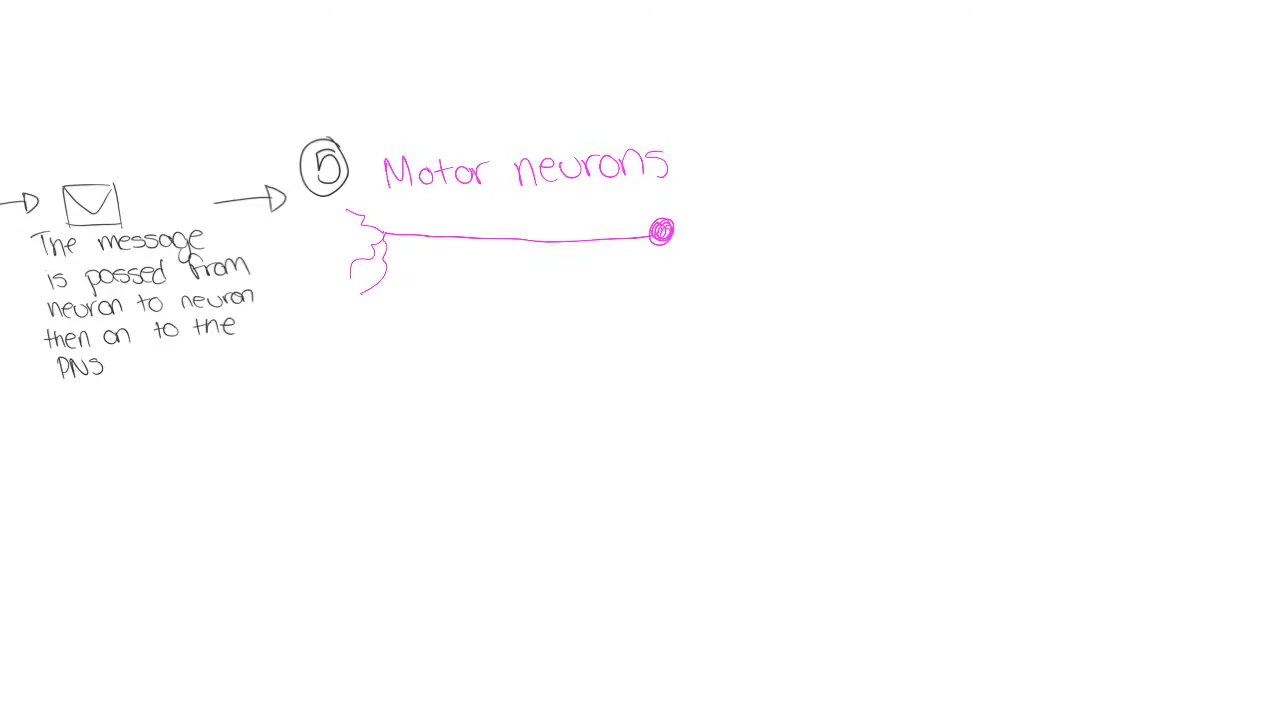 The message
is passed from
neuron to neuron
then on to the
PNS
5
Motor neurons